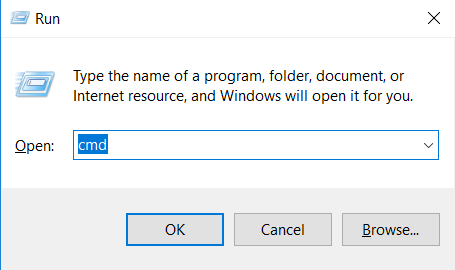 Run
Type the name of a program, folder, document, or
Internet resource, and Windows will open it for you.
Open: cmd
OK Cancel Browse...